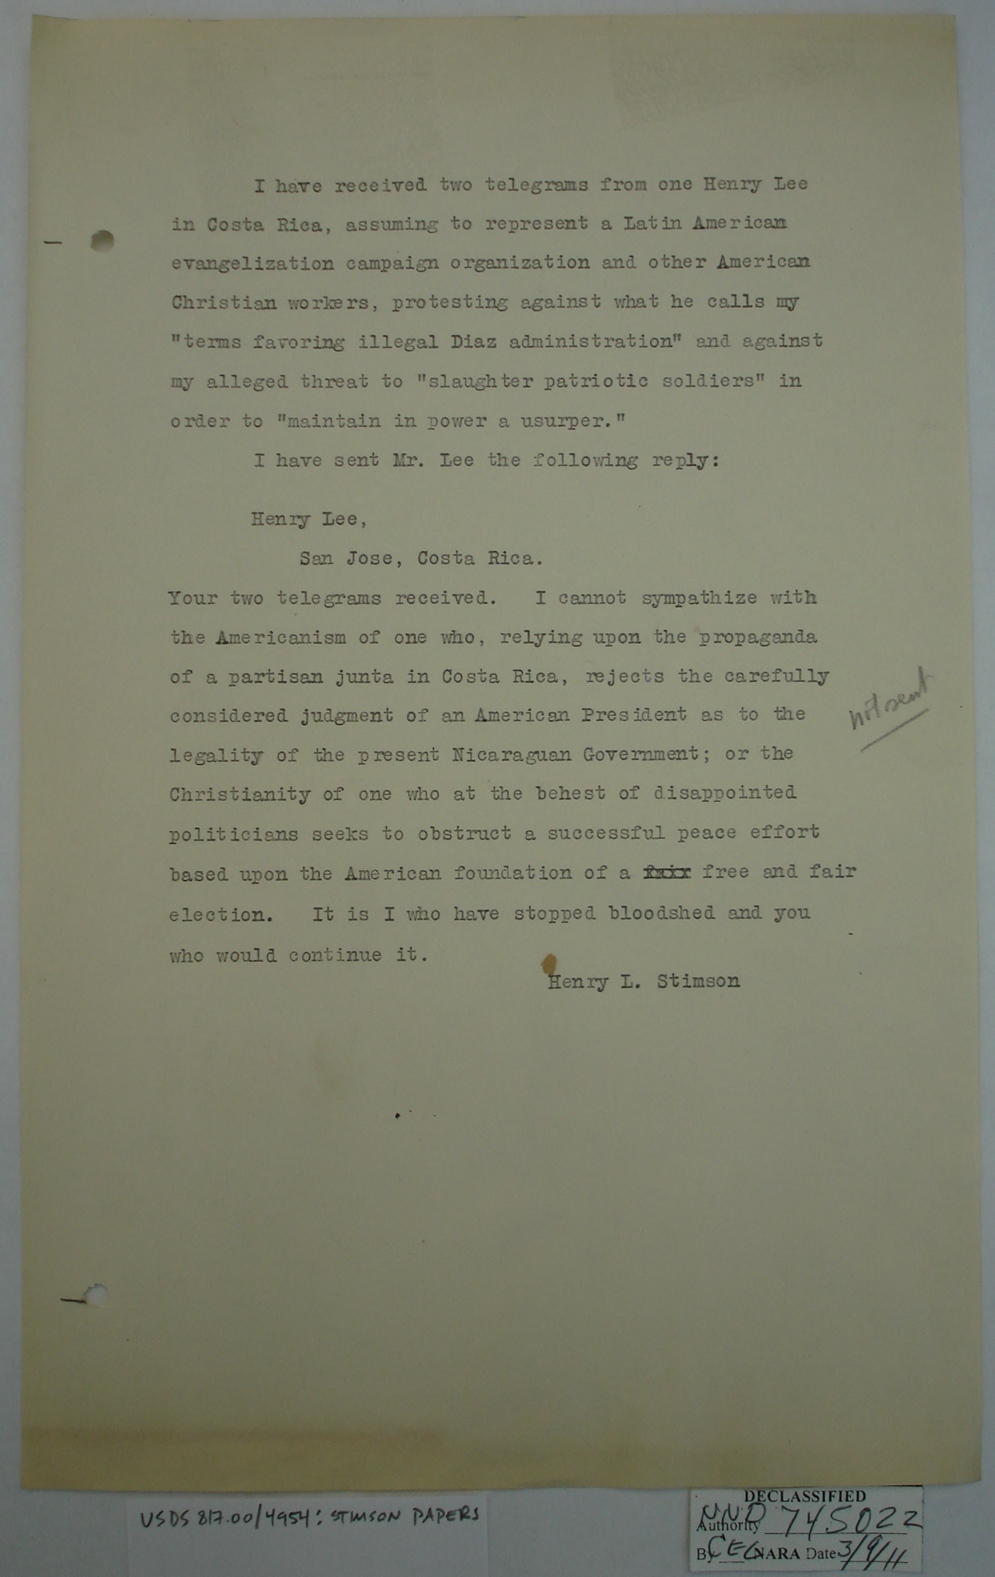 I have received two telegrams from one Henry Lee
in Costa Rica, assuming to represent a Latin American
evangelization campaign organization and other American
Christian workers, protesting against what he calls my
"terms favoring illegal Diaz administration" and against
my alleged threat to "slaughter patriotic soldiers" in
order to "maintain in power a usurper."
I have sent Mr. Lee the following reply:
Henry Lee,
San Jose, Costa Rica.
Your two telegrams received. I cannot sympathize with
the Americanism of one who, relying upon the propaganda
of a partisan junta in Costa Rica, rejects the carefully
considered judgment of an American President as to the
legality of the present Nicaraguan Government; or the
Christianity of one who at the behest of disappointed
politicians seeks to obstruct a successful peace effort
based upon the American foundation of a free and fair
election. It is I who have stopped bloodshed and you
who would continue it.
Henry L. Stimson
not sent
USDS 817.00/4954: STIMSON PAPERS
DECLASSIFIED
Authority NND 745022
By CEG NARA Date 3/9/11